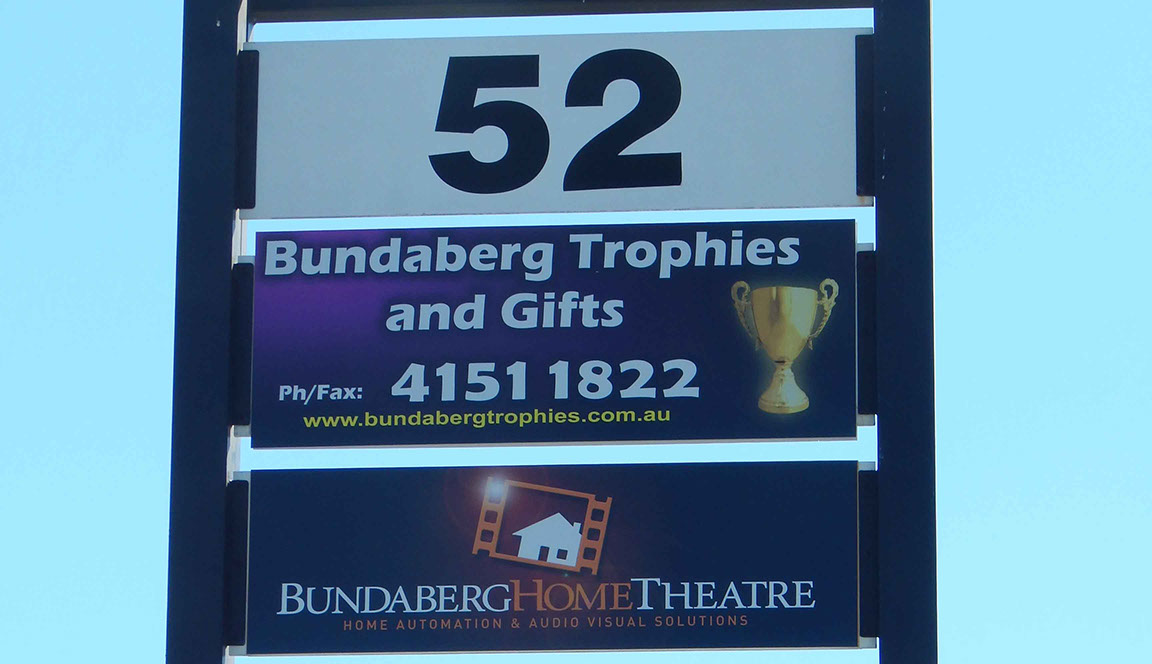 52
Bundaberg Trophies
and Gifts
Ph/Fax: 4151 1822
www.bundabergtrophies.com.au
BUNDABERGHOMETHEATRE
HOME AUTOMATION & AUDIO VISUAL SOLUTIONS